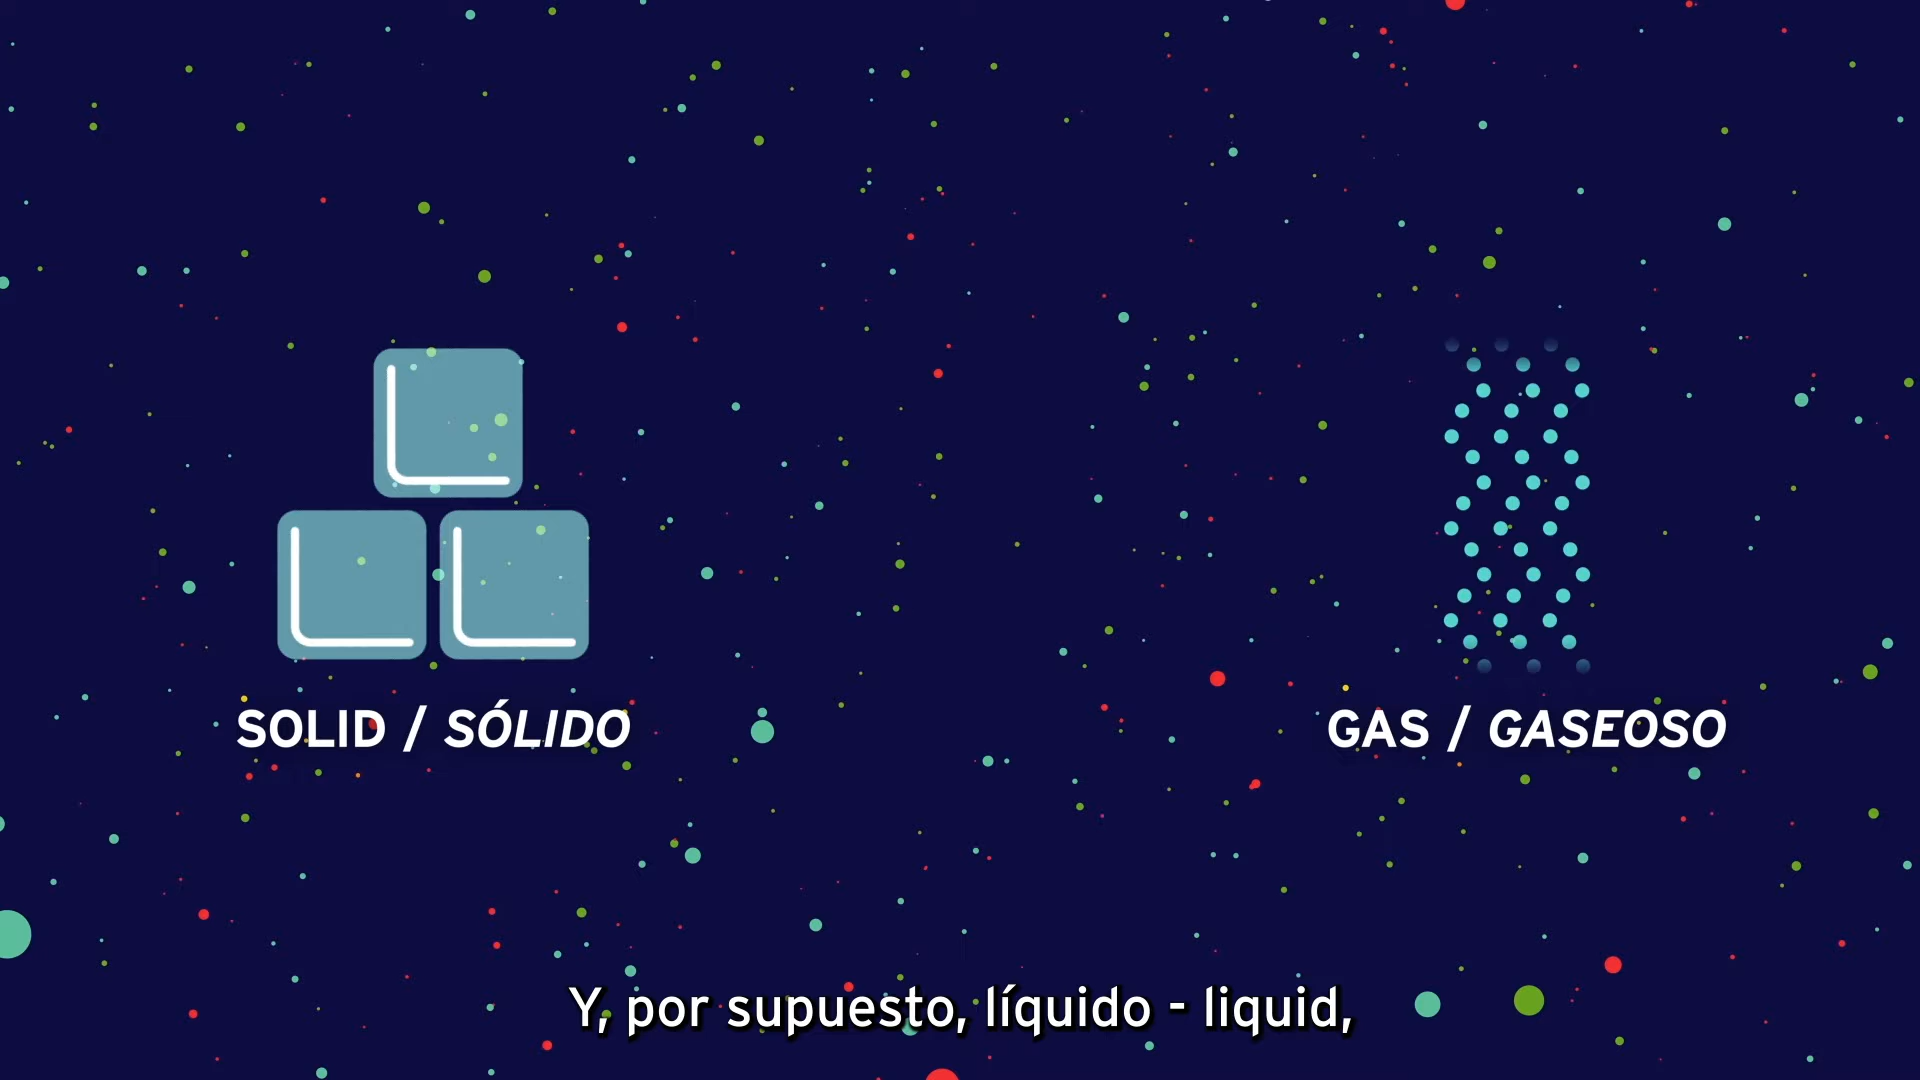 SOLID / SÓLIDO
GAS / GASEOSO
Y, por supuesto, líquido - liquid,